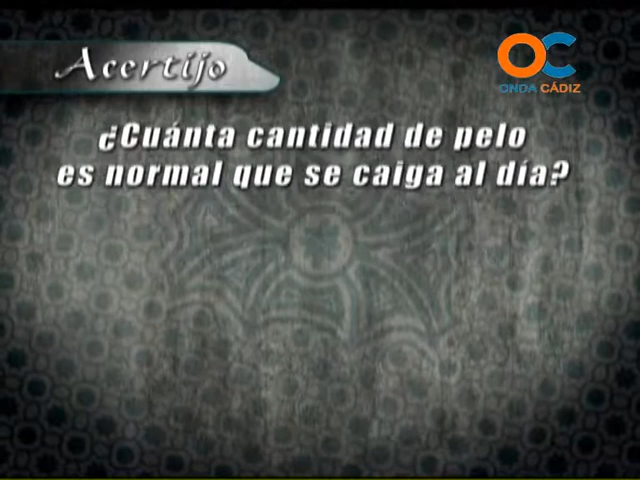 Acertijo
OC
ONDA CÁDIZ
¿Cuánta cantidad de pelo
es normal que se caiga al día?